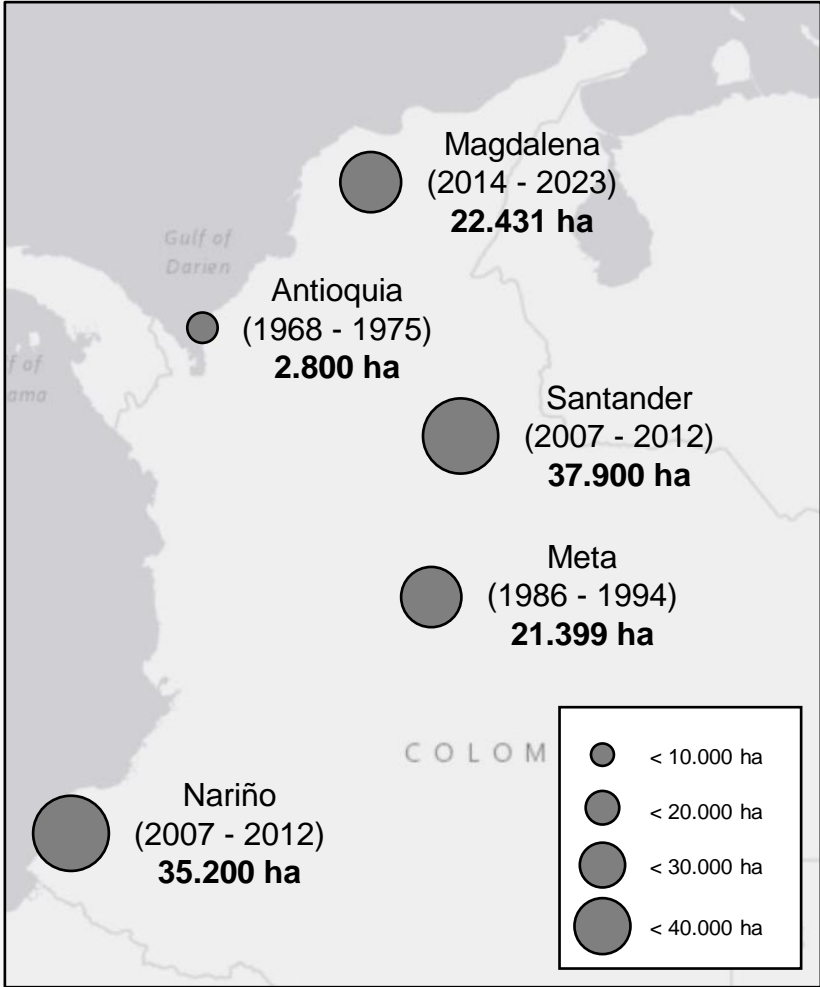 Magdalena
(2014 - 2023)
22.431 ha
Gulf of
Darien
Antioquia
(1968 - 1975)
2.800 ha
f of
ama
Santander
(2007 - 2012)
37.900 ha
Meta
(1986 - 1994)
21.399 ha
COLOM
Nariño
(2007 - 2012)
35.200 ha
< 10.000 ha
< 20.000 ha
< 30.000 ha
< 40.000 ha